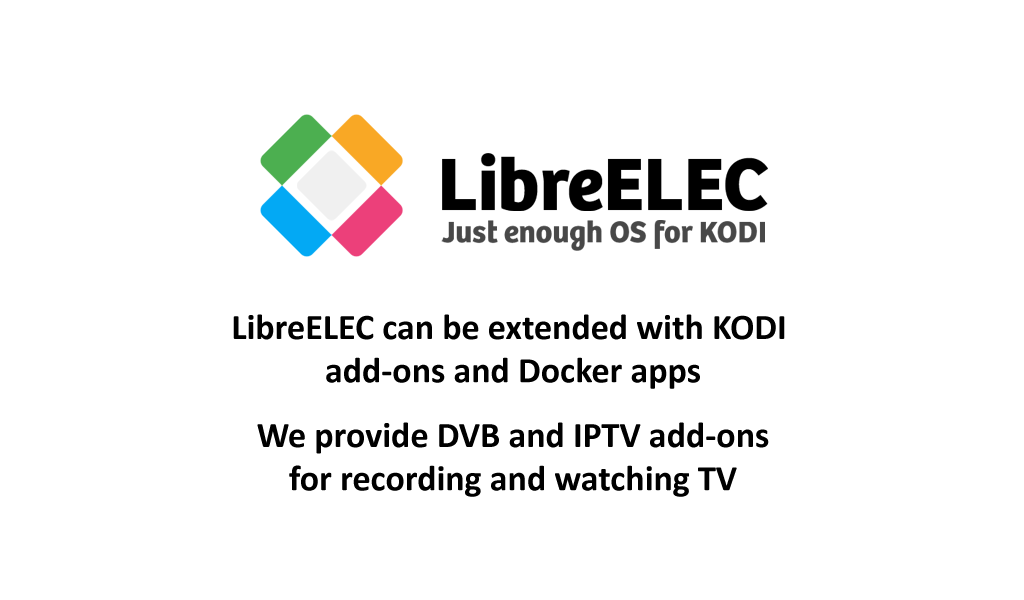 LibreELEC
Just enough OS for KODI
LibreELEC can be extended with KODI
add-ons and Docker apps
We provide DVB and IPTV add-ons
for recording and watching TV